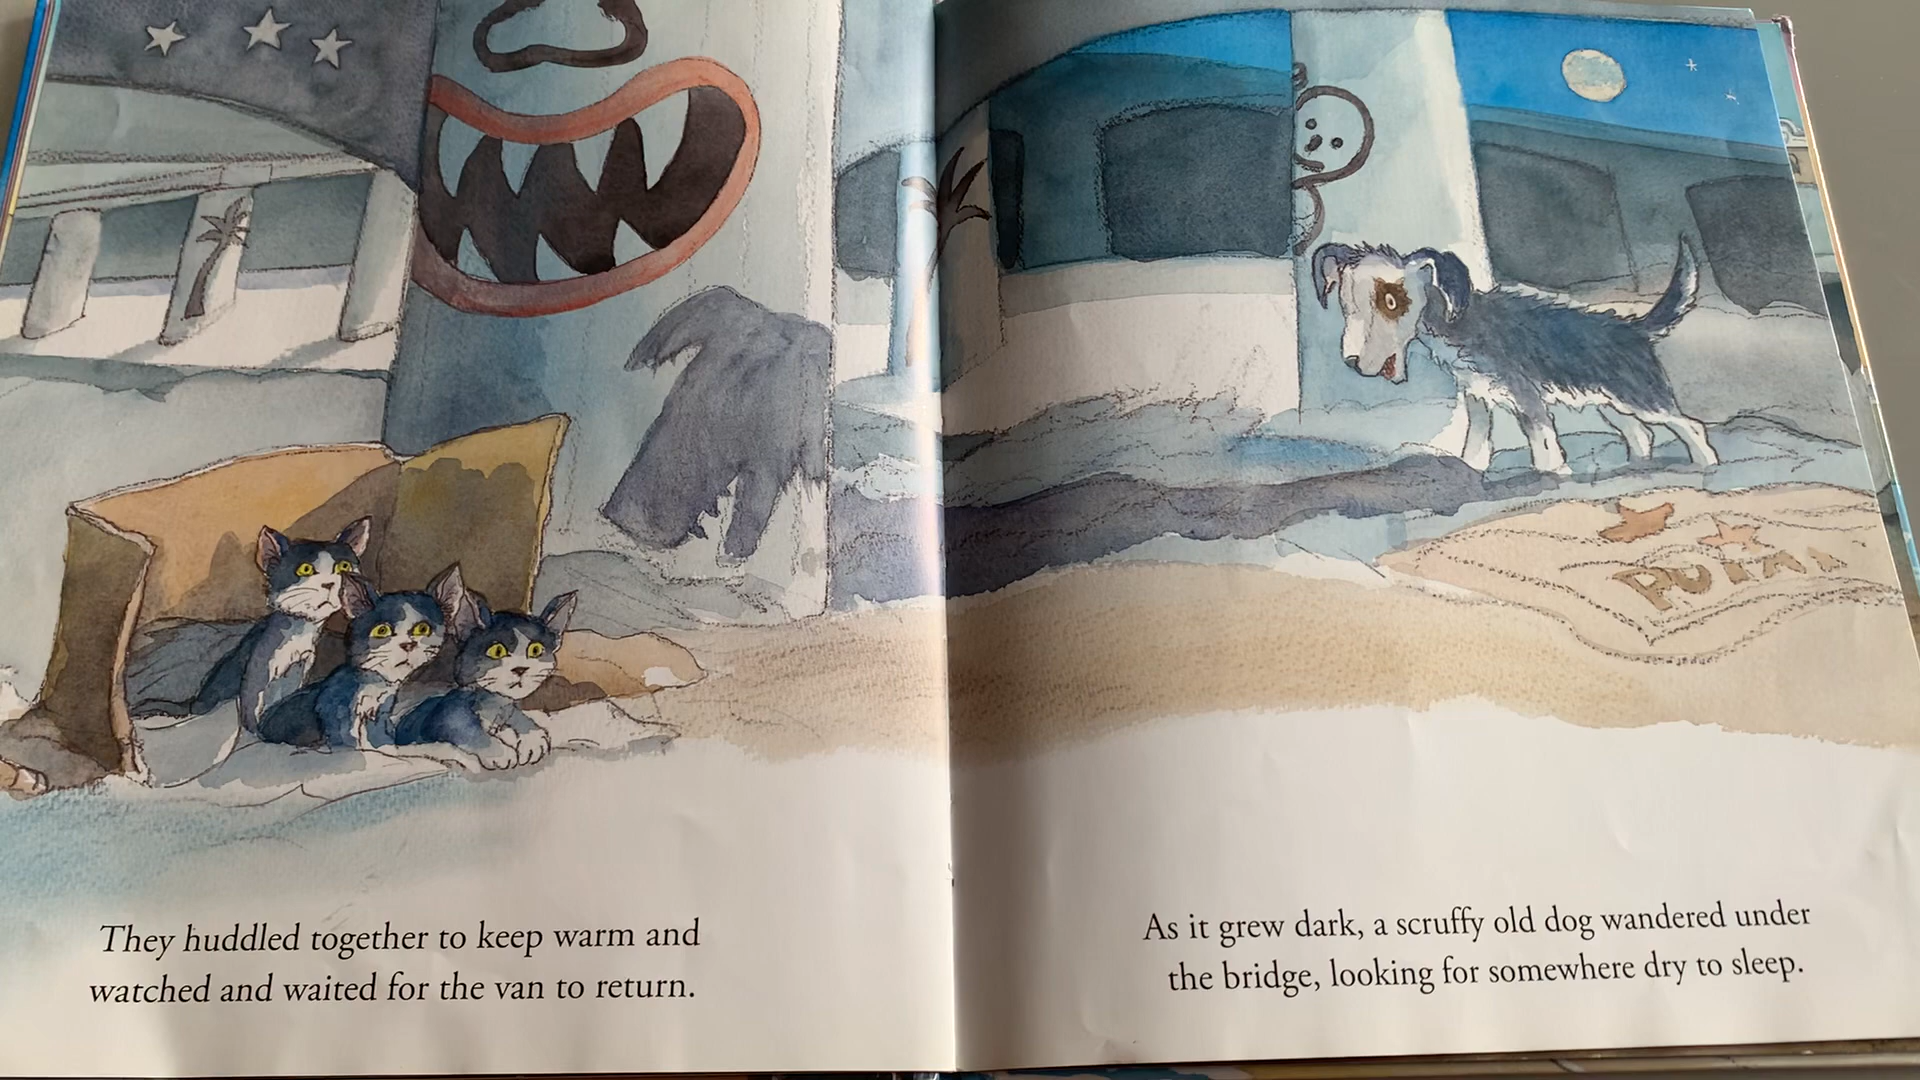 They huddled together to keep warm and
watched and waited for the van to return.
As it grew dark, a scruffy old dog wandered under
the bridge, looking for somewhere dry to sleep.